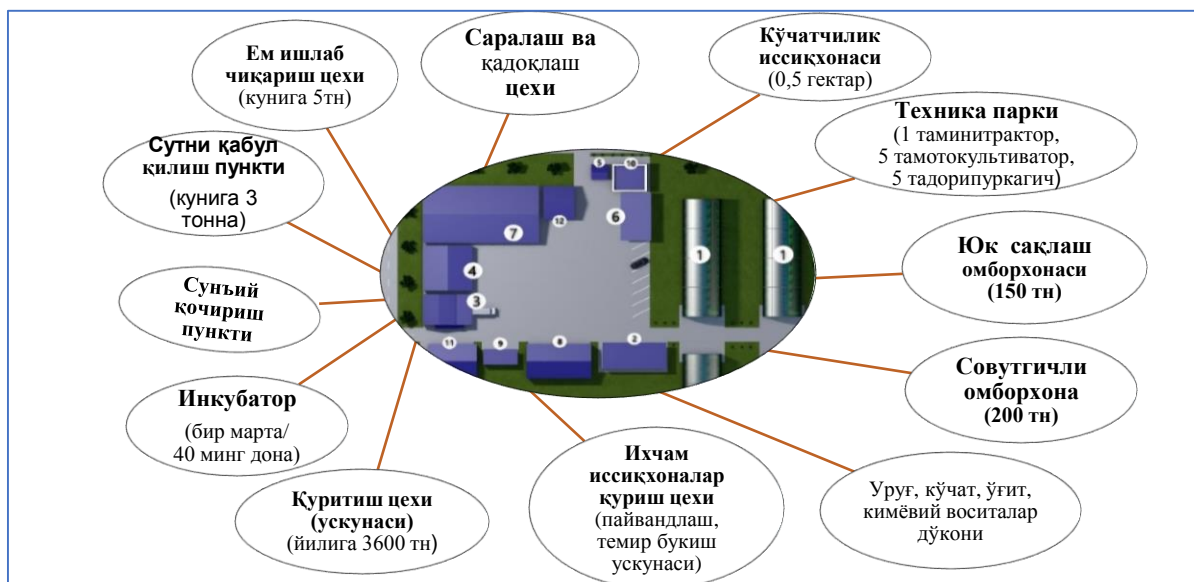 Ем ишлаб
чиқариш цехи
(кунига 5тн)
Саралаш ва
қадоқлаш
цехи
Кўчатчилик
иссиқхонаси
(0,5 гектар)
Техника парки
(1 таминитрактор,
5 тамотокультиватор,
5 тадорипуркагич)
Сутни қабул
қилиш пункти
(кунига 3
тонна)
Юк сақлаш
омборхонаси
(150 тн)
Сунъий
қочириш
пункти
Совутгичли
омборхона
(200 тн)
Инкубатор
(бир марта/
40 минг дона)
Қуритиш цехи
(ускунаси)
(йилига 3600 тн)
Ихчам
иссиқхоналар
қуриш цехи
(пайвандлаш,
темир букиш
ускунаси)
Уруғ, кўчат, ўғит,
кимёвий воситалар
дўкони
5
10
12
6
7
1
1
4
3
11
9
8
2